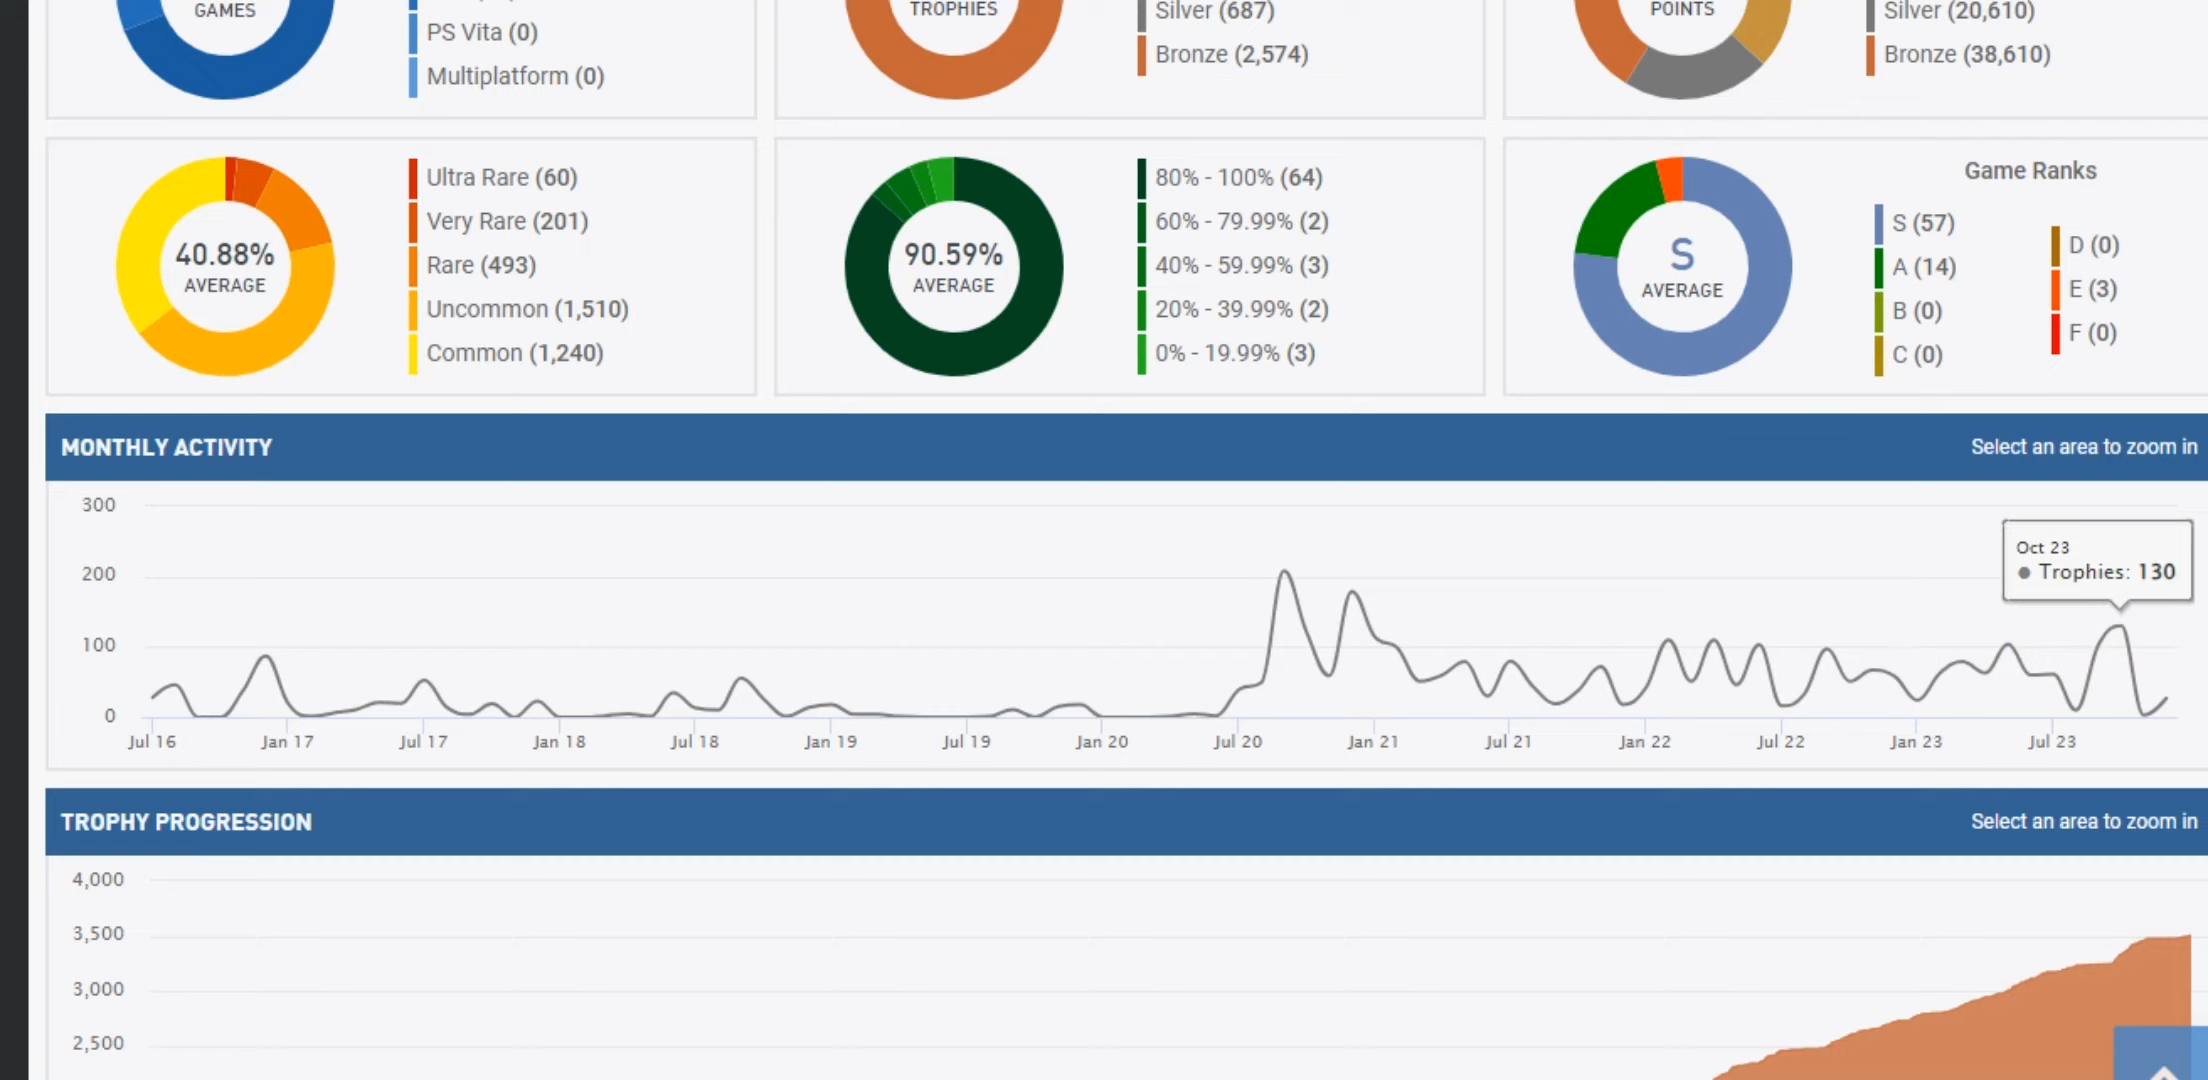 GAMES
PS Vita (0)
Multiplatform (0)
TROPHIES
Silver (687)
Bronze (2,574)
POINTS
Silver (20,610)
Bronze (38,610)
40.88%
AVERAGE
Ultra Rare (60)
Very Rare (201)
Rare (493)
Uncommon (1,510)
Common (1,240)
90.59%
AVERAGE
80% - 100% (64)
60% - 79.99% (2)
40% - 59.99% (3)
20% - 39.99% (2)
0% - 19.99% (3)
S
AVERAGE
Game Ranks
S (57)
A (14)
B (0)
C (0)
D (0)
E (3)
F (0)
MONTHLY ACTIVITY
Select an area to zoom in
300
200
100
0
Oct 23
Trophies: 130
Jul 16 Jan 17 Jul 17 Jan 18 Jul 18 Jan 19 Jul 19 Jan 20 Jul 20 Jan 21 Jul 21 Jan 22 Jul 22 Jan 23 Jul 23
TROPHY PROGRESSION
Select an area to zoom in
4,000
3,500
3,000
2,500